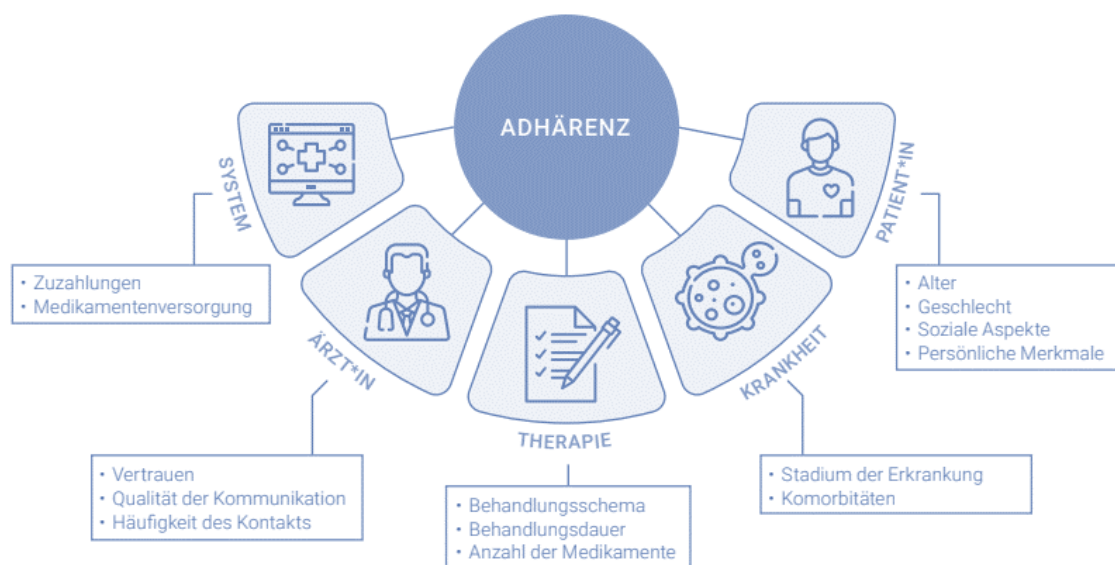 ADHÄRENZ
SYSTEM
• Zuzahlungen
• Medikamentenversorgung
ÄRZT*IN
• Vertrauen
• Qualität der Kommunikation
• Häufigkeit des Kontakts
THERAPIE
• Behandlungsschema
• Behandlungsdauer
• Anzahl der Medikamente
KRANKHEIT
• Stadium der Erkrankung
• Komorbitäten
PATIENT*IN
• Alter
• Geschlecht
• Soziale Aspekte
• Persönliche Merkmale